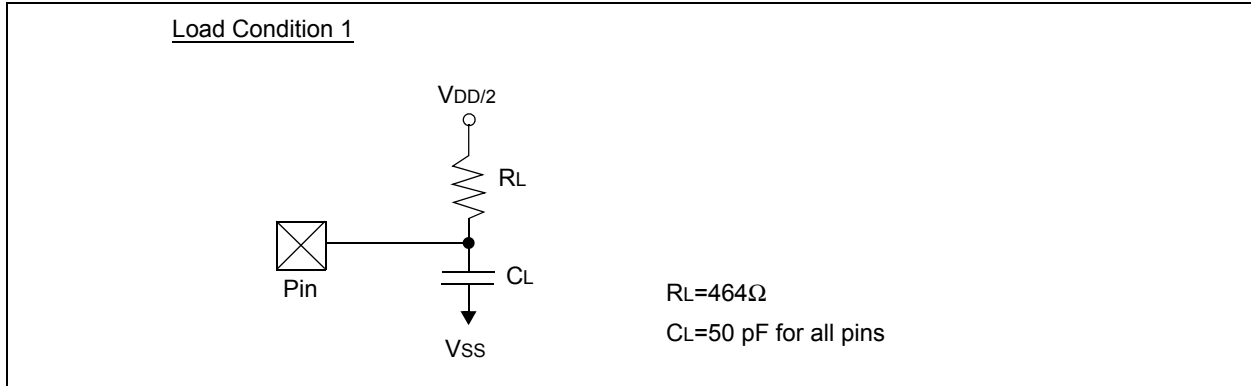 Load Condition 1
VDD/2
RL
Pin
CL
RL=464Ω
CL=50 pF for all pins
VSS